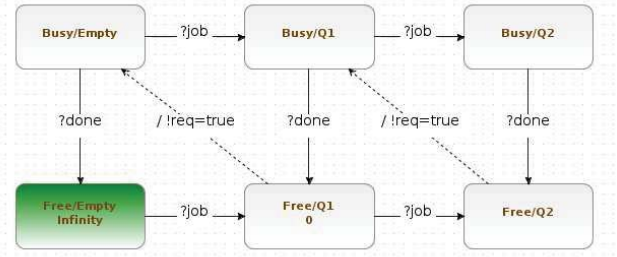 Busy/Empty
?job
Busy/Q1
?job
Busy/Q2
?done
/ !req=true
?done
/ !req=true
?done
Free/Empty
Infinity
?job
Free/Q1
0
?job
Free/Q2